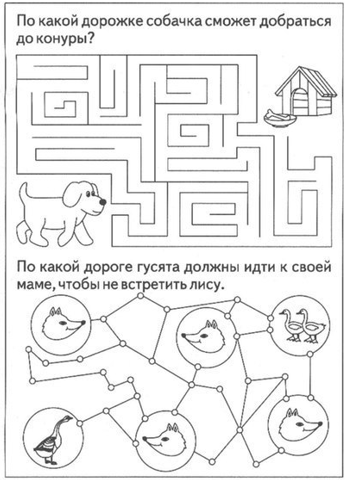 По какой дорожке собачка сможет добраться
до конуры?
По какой дороге гусята должны идти к своей
маме, чтобы не встретить лису.